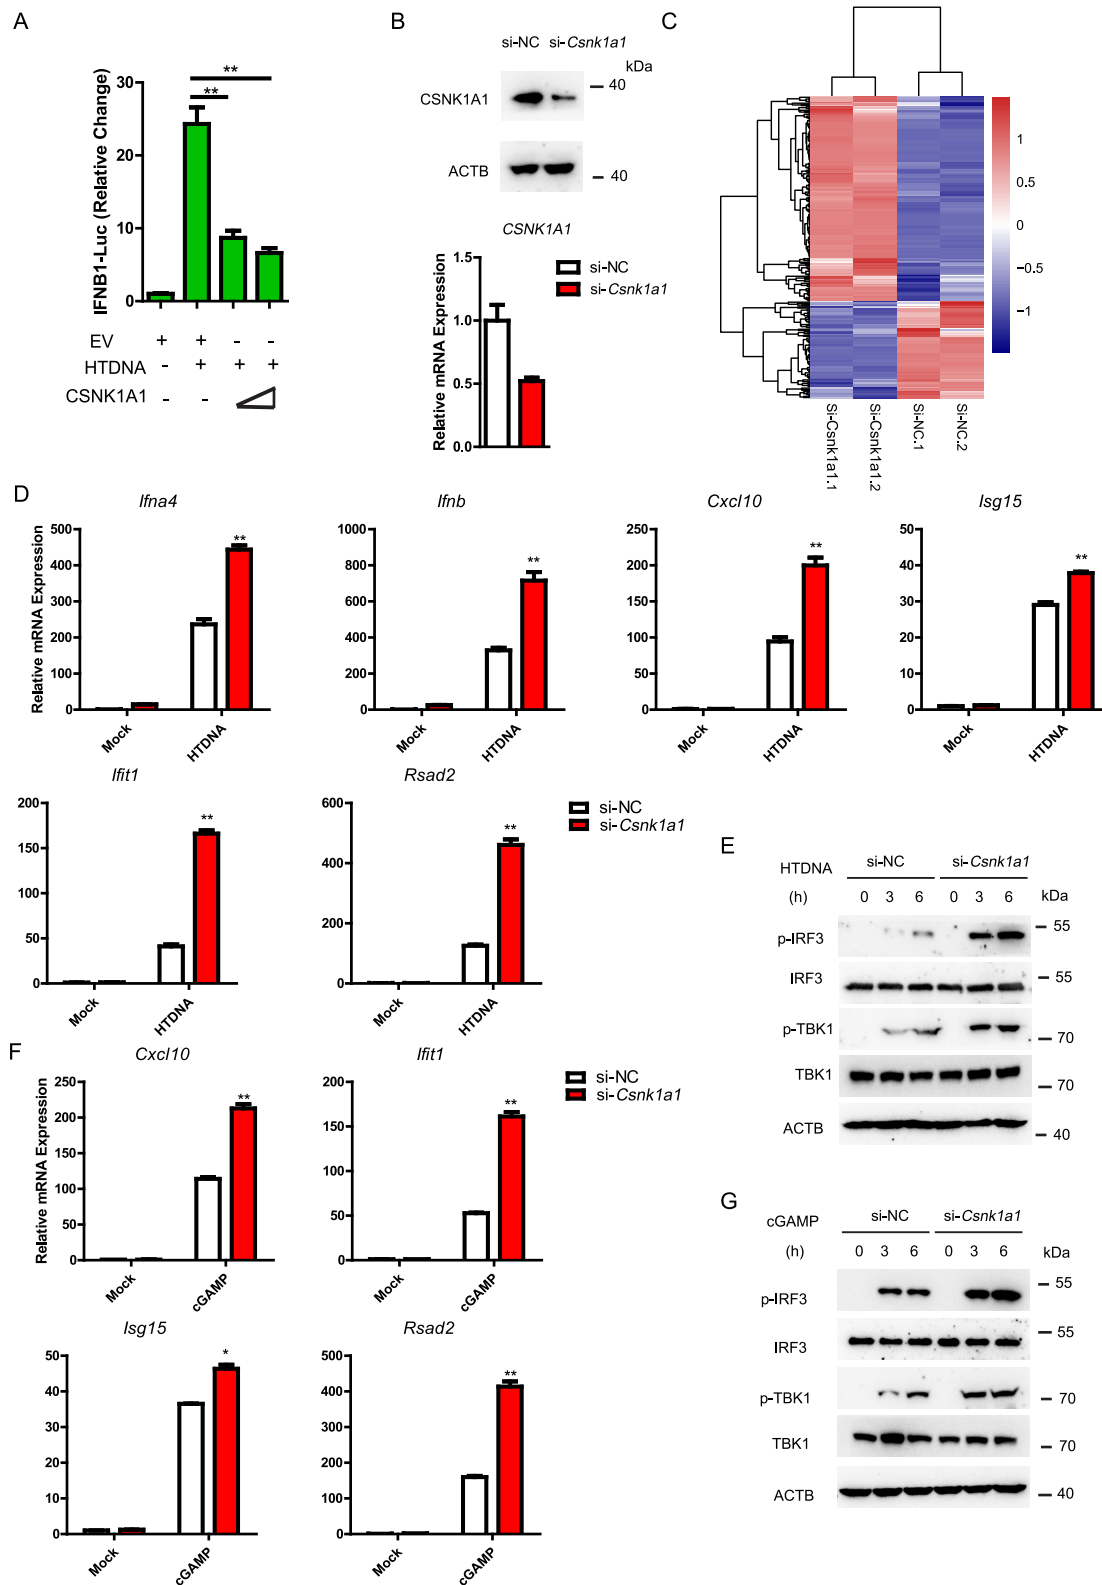 A
IFNB1-Luc (Relative Change)
30
20
10
0
**
**
EV + + - -
HTDNA - + + +
CSNK1A1 - -
B
si-NC si-Csnk1a1
kDa
CSNK1A1
40
ACTB
40
CSNK1A1
Relative mRNA Expression
1.5
1.0
0.5
0.0
si-NC
si-Csnk1a1
C
1
0.5
0
−0.5
−1
Si-Csnk1a1.1
Si-Csnk1a1.2
Si-NC.1
Si-NC.2
D
Ifna4
Relative mRNA Expression
500
400
300
200
100
0
**
Mock
HTDNA
Ifnb
1000
800
600
400
200
0
**
Mock
HTDNA
Cxcl10
250
200
150
100
50
0
**
Mock
HTDNA
Isg15
40
30
20
10
0
**
Mock
HTDNA
Ifit1
200
150
100
50
0
**
Mock
HTDNA
Rsad2
600
400
200
0
**
Mock
HTDNA
si-NC
si-Csnk1a1
E
HTDNA
si-NC si-Csnk1a1
(h) 0 3 6 0 3 6 kDa
p-IRF3
55
IRF3
55
p-TBK1
70
TBK1
70
ACTB
40
F
Cxcl10
Relative mRNA Expression
250
200
150
100
50
0
**
Mock
cGAMP
Ifit1
200
150
100
50
0
**
Mock
cGAMP
si-NC
si-Csnk1a1
Isg15
50
40
30
20
10
0
*
Mock
cGAMP
Rsad2
500
400
300
200
100
0
**
Mock
cGAMP
G
cGAMP
si-NC si-Csnk1a1
(h) 0 3 6 0 3 6 kDa
p-IRF3
55
IRF3
55
p-TBK1
70
TBK1
70
ACTB
40